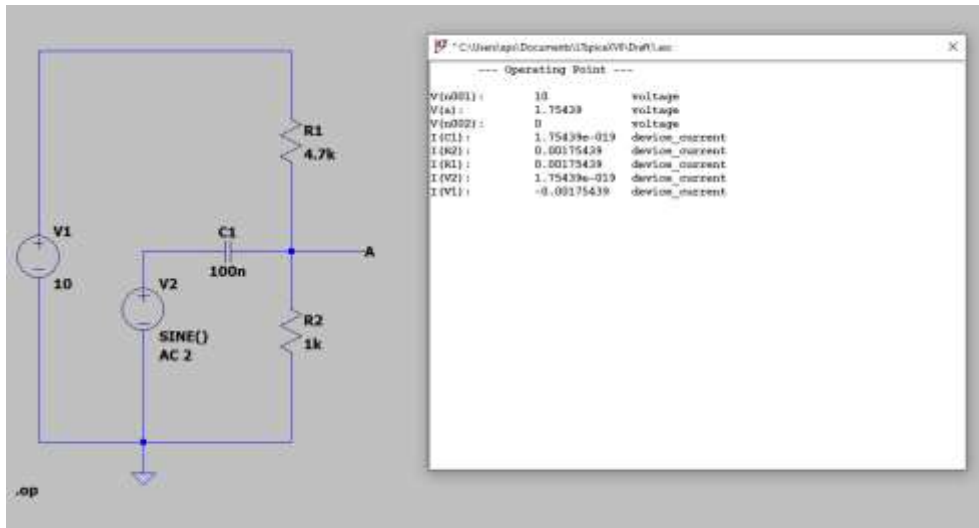 R1
4.7k
V1
10
C1
100n
A
V2
SINE()
AC 2
R2
1k
.op
--- Operating Point ---
V(n001): 10 voltage
V(a): 1.75439 voltage
V(n002): 0 voltage
I(C1): 1.75439e-019 device_current
I(R2): 0.00175439 device_current
I(R1): 0.00175439 device_current
I(V2): 1.75439e-019 device_current
I(V1): -0.00175439 device_current